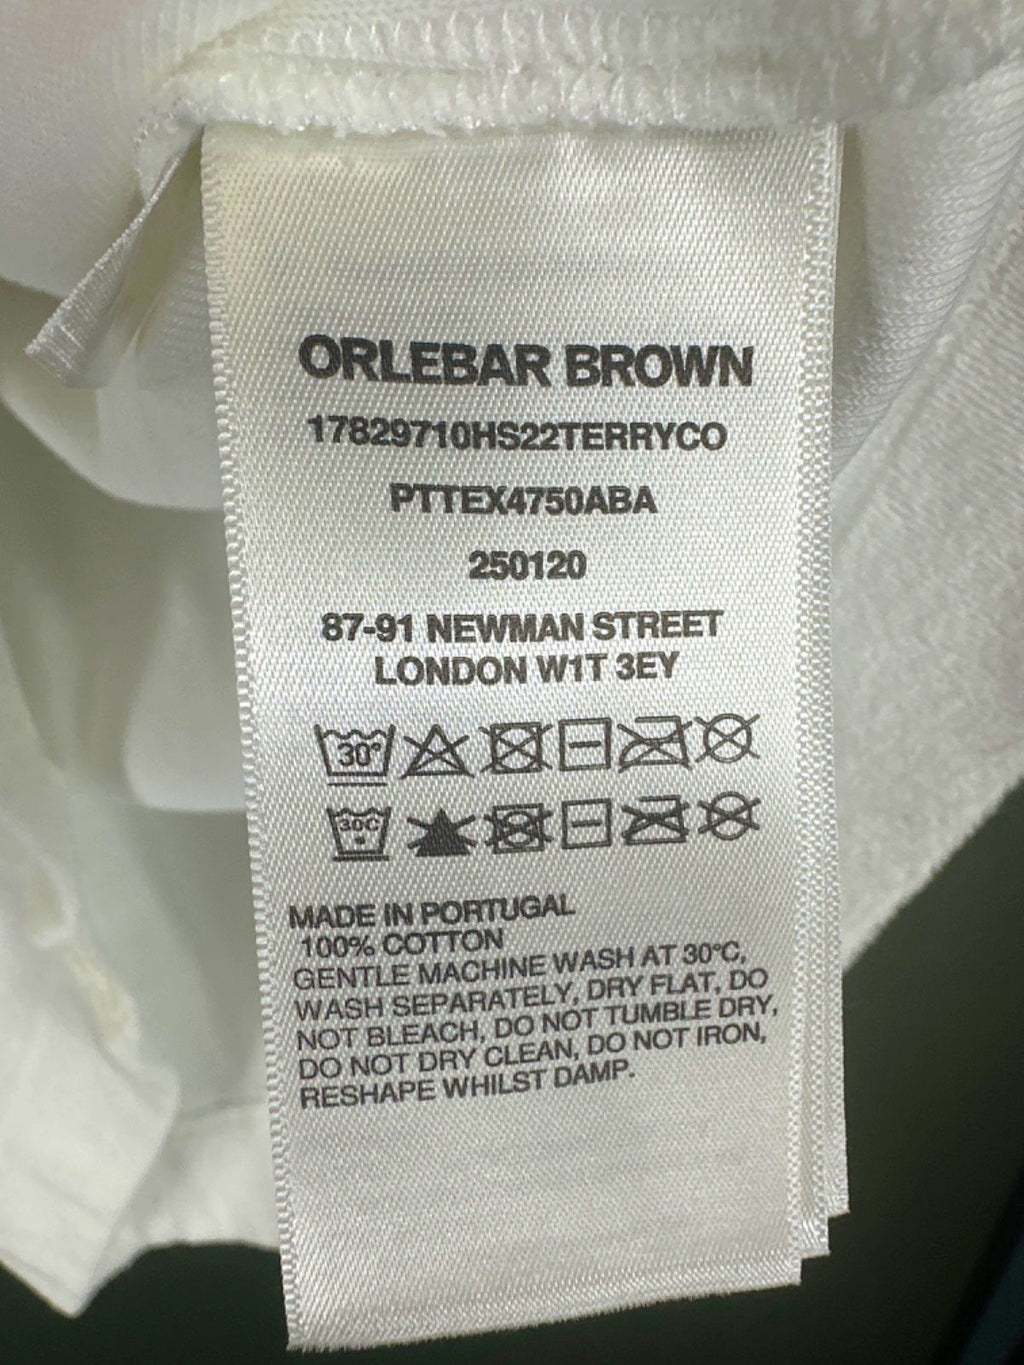 ORLEBAR BROWN
17829710HS22TERRYCO
PTTEX4750ABA
250120
87-91 NEWMAN STREET
LONDON W1T 3EY
30°
30C
MADE IN PORTUGAL
100% COTTON
GENTLE MACHINE WASH AT 30°C,
WASH SEPARATELY, DRY FLAT, DO
NOT BLEACH, DO NOT TUMBLE DRY,
DO NOT DRY CLEAN, DO NOT IRON,
RESHAPE WHILST DAMP.